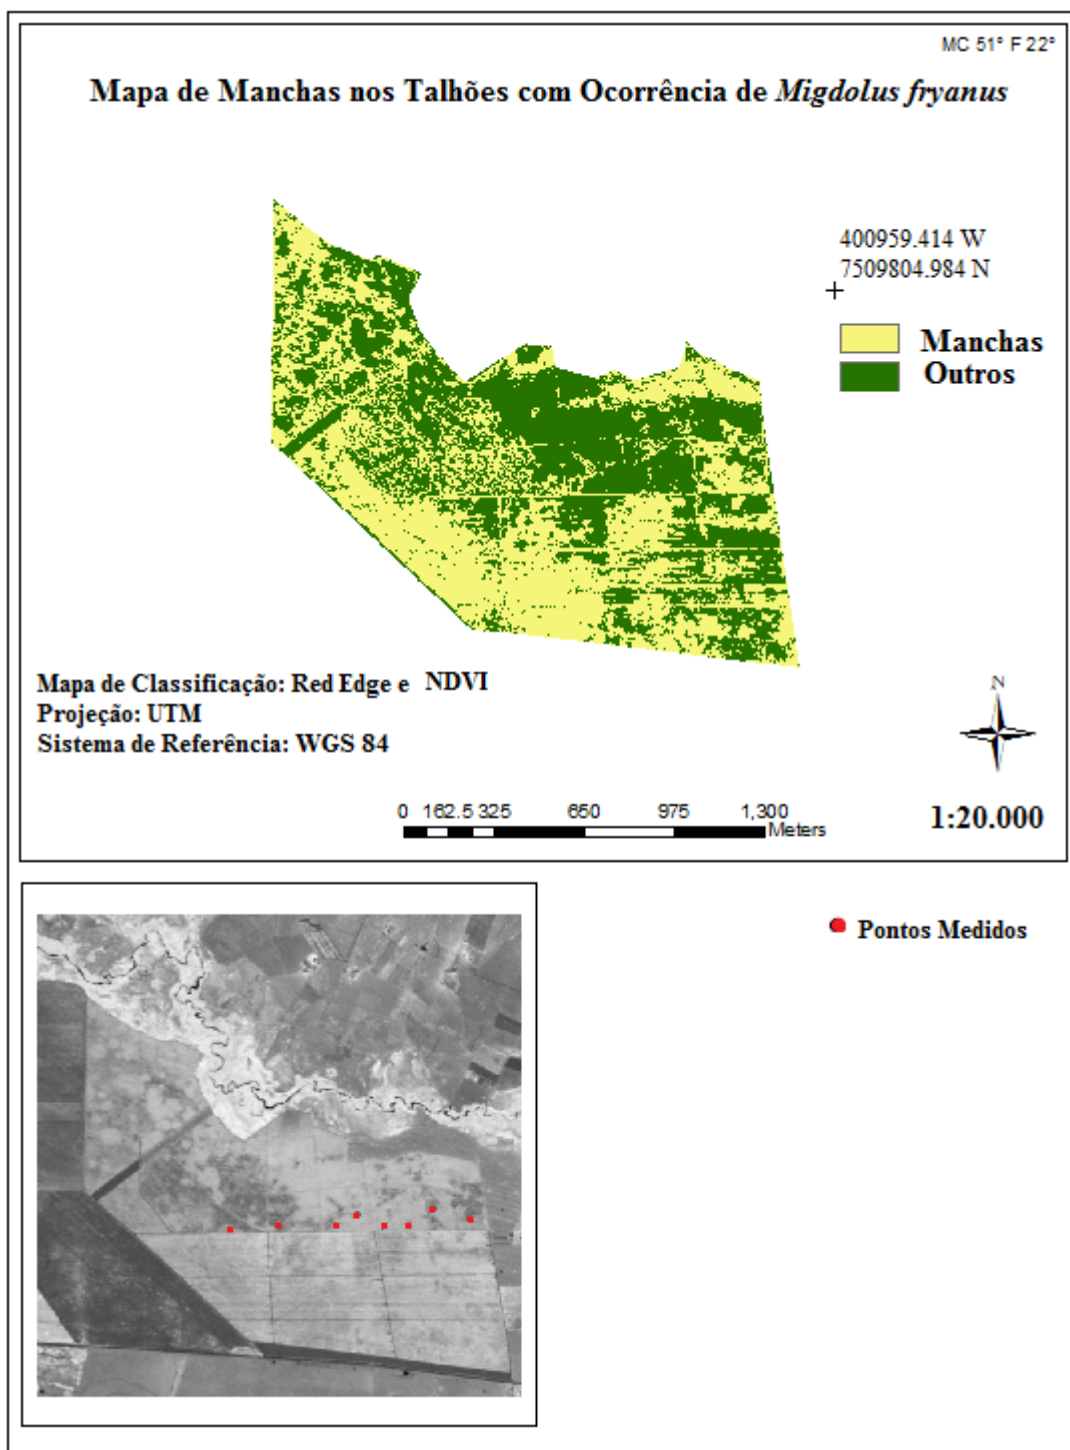 MC 51° F 22°
Mapa de Manchas nos Talhões com Ocorrência de Migdolus fryanus
400959.414 W
7509804.984 N
Manchas
Outros
Mapa de Classificação: Red Edge e NDVI
Projeção: UTM
Sistema de Referência: WGS 84
N
0 162.5 325 650 975 1,300
Meters
1:20.000
Pontos Medidos